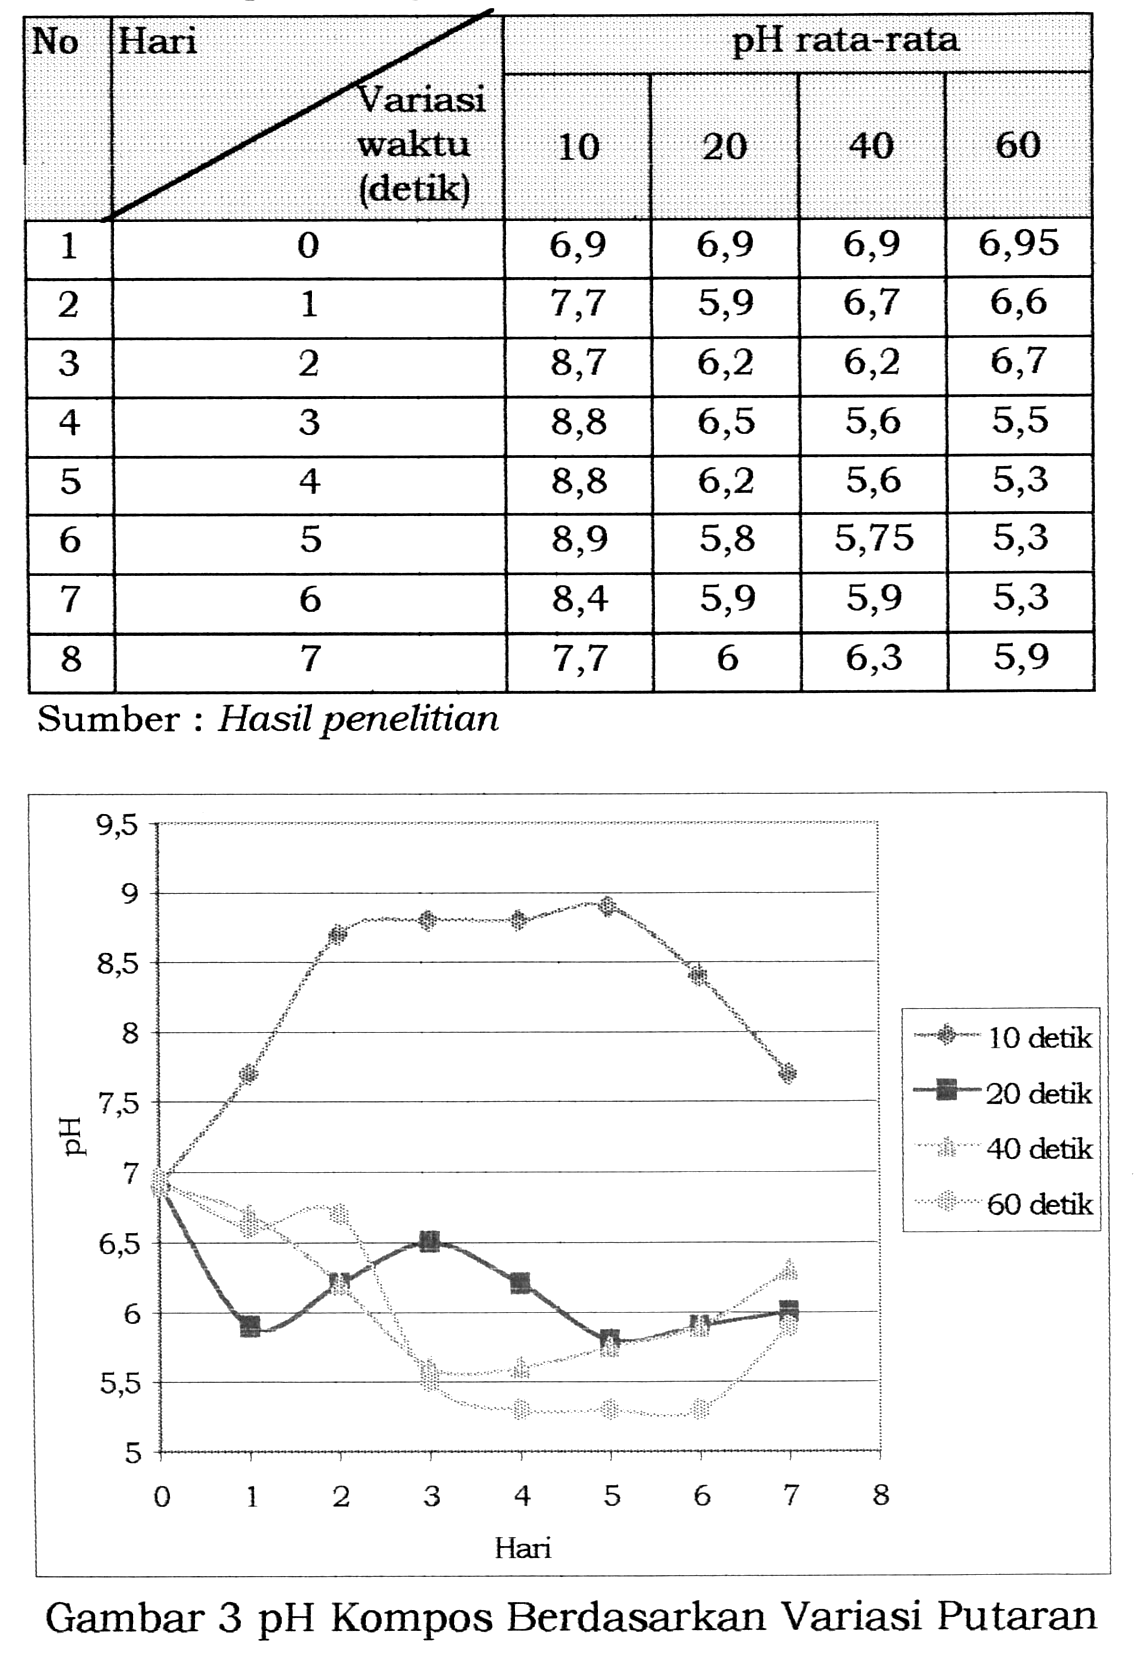 No Hari pH rata-rata
Variasi
waktu
(detik)
10 20 40 60
1 0 6,9 6,9 6,9 6,95
2 1 7,7 5,9 6,7 6,6
3 2 8,7 6,2 6,2 6,7
4 3 8,8 6,5 5,6 5,5
5 4 8,8 6,2 5,6 5,3
6 5 8,9 5,8 5,75 5,3
7 6 8,4 5,9 5,9 5,3
8 7 7,7 6 6,3 5,9
Sumber : Hasil penelitian
9,5
9
8,5
8
7,5
7
6,5
6
5,5
5
pH
0 1 2 3 4 5 6 7 8
Hari
10 detik
20 detik
40 detik
60 detik
Gambar 3 pH Kompos Berdasarkan Variasi Putaran